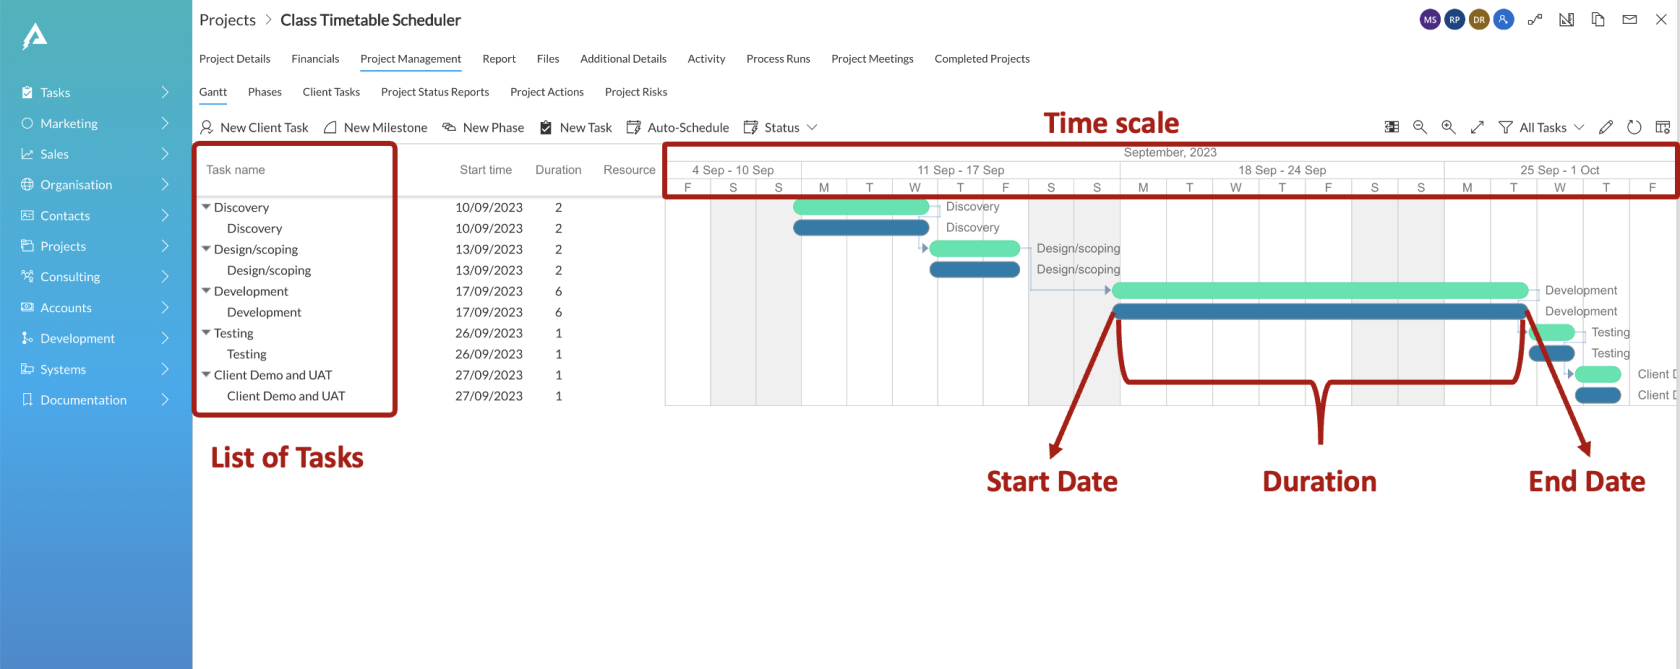 Projects > Class Timetable Scheduler
MS RP DR
Project Details Financials Project Management Report Files Additional Details Activity Process Runs Project Meetings Completed Projects
Gantt Phases Client Tasks Project Status Reports Project Actions Project Risks
New Client Task New Milestone New Phase New Task Auto-Schedule Status All Tasks
Time scale
Tasks
Marketing
Sales
Organisation
Contacts
Projects
Consulting
Accounts
Development
Systems
Documentation
Task name Start time Duration Resource
September, 2023
4 Sep - 10 Sep 11 Sep - 17 Sep 18 Sep - 24 Sep 25 Sep - 1 Oct
F S S M T W T F S S M T W T F S S M T W T F
Discovery 10/09/2023 2 Discovery
Discovery 10/09/2023 2 Discovery
Design/scoping 13/09/2023 2 Design/scoping
Design/scoping 13/09/2023 2 Design/scoping
Development 17/09/2023 6 Development
Development 17/09/2023 6 Development
Testing 26/09/2023 1 Testing
Testing 26/09/2023 1 Testing
Client Demo and UAT 27/09/2023 1 Client
Client Demo and UAT 27/09/2023 1 Client
List of Tasks
Start Date Duration End Date